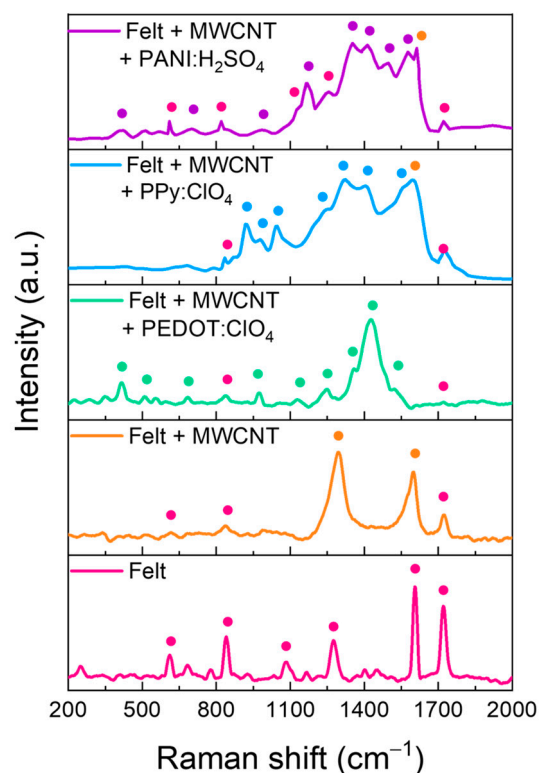 Felt + MWCNT
+ PANI:H₂SO₄
Felt + MWCNT
+ PPy:ClO₄
Felt + MWCNT
+ PEDOT:ClO₄
Felt + MWCNT
Felt
Intensity (a.u.)
200 500 800 1100 1400 1700 2000
Raman shift (cm⁻¹)